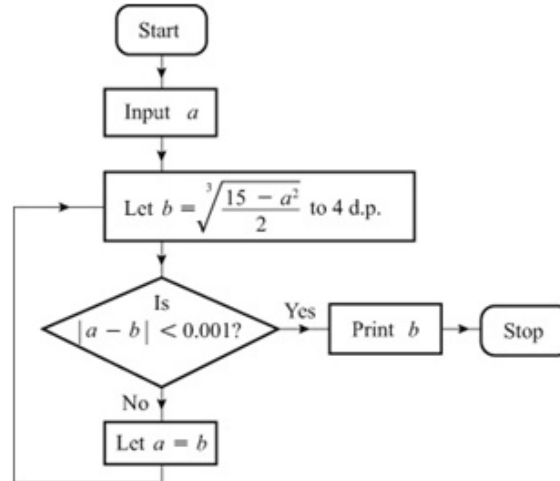 Start
Input a
Let b = ∛((15 − a²)/2) to 4 d.p.
Is
|a − b| < 0.001?
Yes
Print b
Stop
No
Let a = b